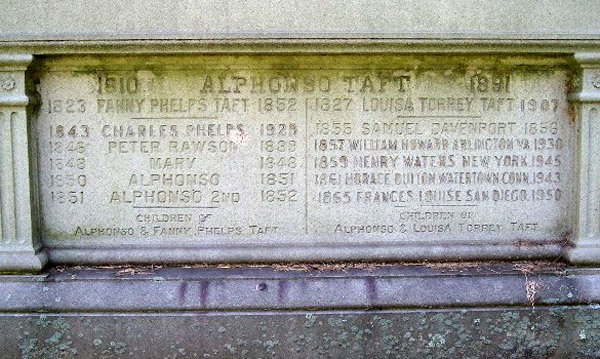 1810 ALPHONSO TAFT 1891
1823 FANNY PHELPS TAFT 1852
1843 CHARLES PHELPS 1929
1846 PETER RAWSON 1889
1848 MARY 1848
1850 ALPHONSO 1851
1851 ALPHONSO 2ND 1852
CHILDREN OF
ALPHONSO & FANNY PHELPS TAFT
1827 LOUISA TORREY TAFT 1907
1855 SAMUEL DAVENPORT 1856
1857 WILLIAM HOWARD ARLINGTON VA. 1930
1859 HENRY WATERS NEW YORK 1945
1861 HORACE DUTTON WATERTOWN CONN. 1943
1865 FRANCES LOUISE SAN DIEGO 1950
CHILDREN OF
ALPHONSO & LOUISA TORREY TAFT